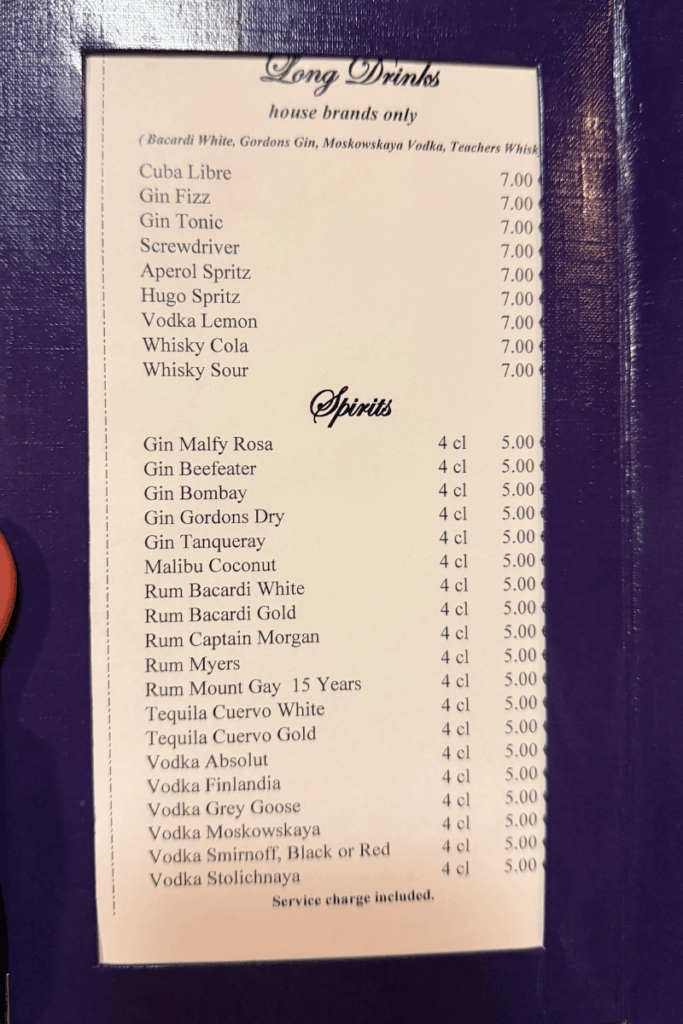 Long Drinks
house brands only
( Bacardi White, Gordons Gin, Moskowskaya Vodka, Teachers Whisk
Cuba Libre 7.00
Gin Fizz 7.00
Gin Tonic 7.00
Screwdriver 7.00
Aperol Spritz 7.00
Hugo Spritz 7.00
Vodka Lemon 7.00
Whisky Cola 7.00
Whisky Sour 7.00
Spirits
Gin Malfy Rosa 4 cl 5.00 €
Gin Beefeater 4 cl 5.00 €
Gin Bombay 4 cl 5.00 €
Gin Gordons Dry 4 cl 5.00 €
Gin Tanqueray 4 cl 5.00 €
Malibu Coconut 4 cl 5.00 €
Rum Bacardi White 4 cl 5.00 €
Rum Bacardi Gold 4 cl 5.00 €
Rum Captain Morgan 4 cl 5.00 €
Rum Myers 4 cl 5.00 €
Rum Mount Gay 15 Years 4 cl 5.00 €
Tequila Cuervo White 4 cl 5.00 €
Tequila Cuervo Gold 4 cl 5.00 €
Vodka Absolut 4 cl 5.00 €
Vodka Finlandia 4 cl 5.00 €
Vodka Grey Goose 4 cl 5.00 €
Vodka Moskowskaya 4 cl 5.00 €
Vodka Smirnoff, Black or Red 4 cl 5.00 €
Vodka Stolichnaya 4 cl 5.00 €
Service charge included.